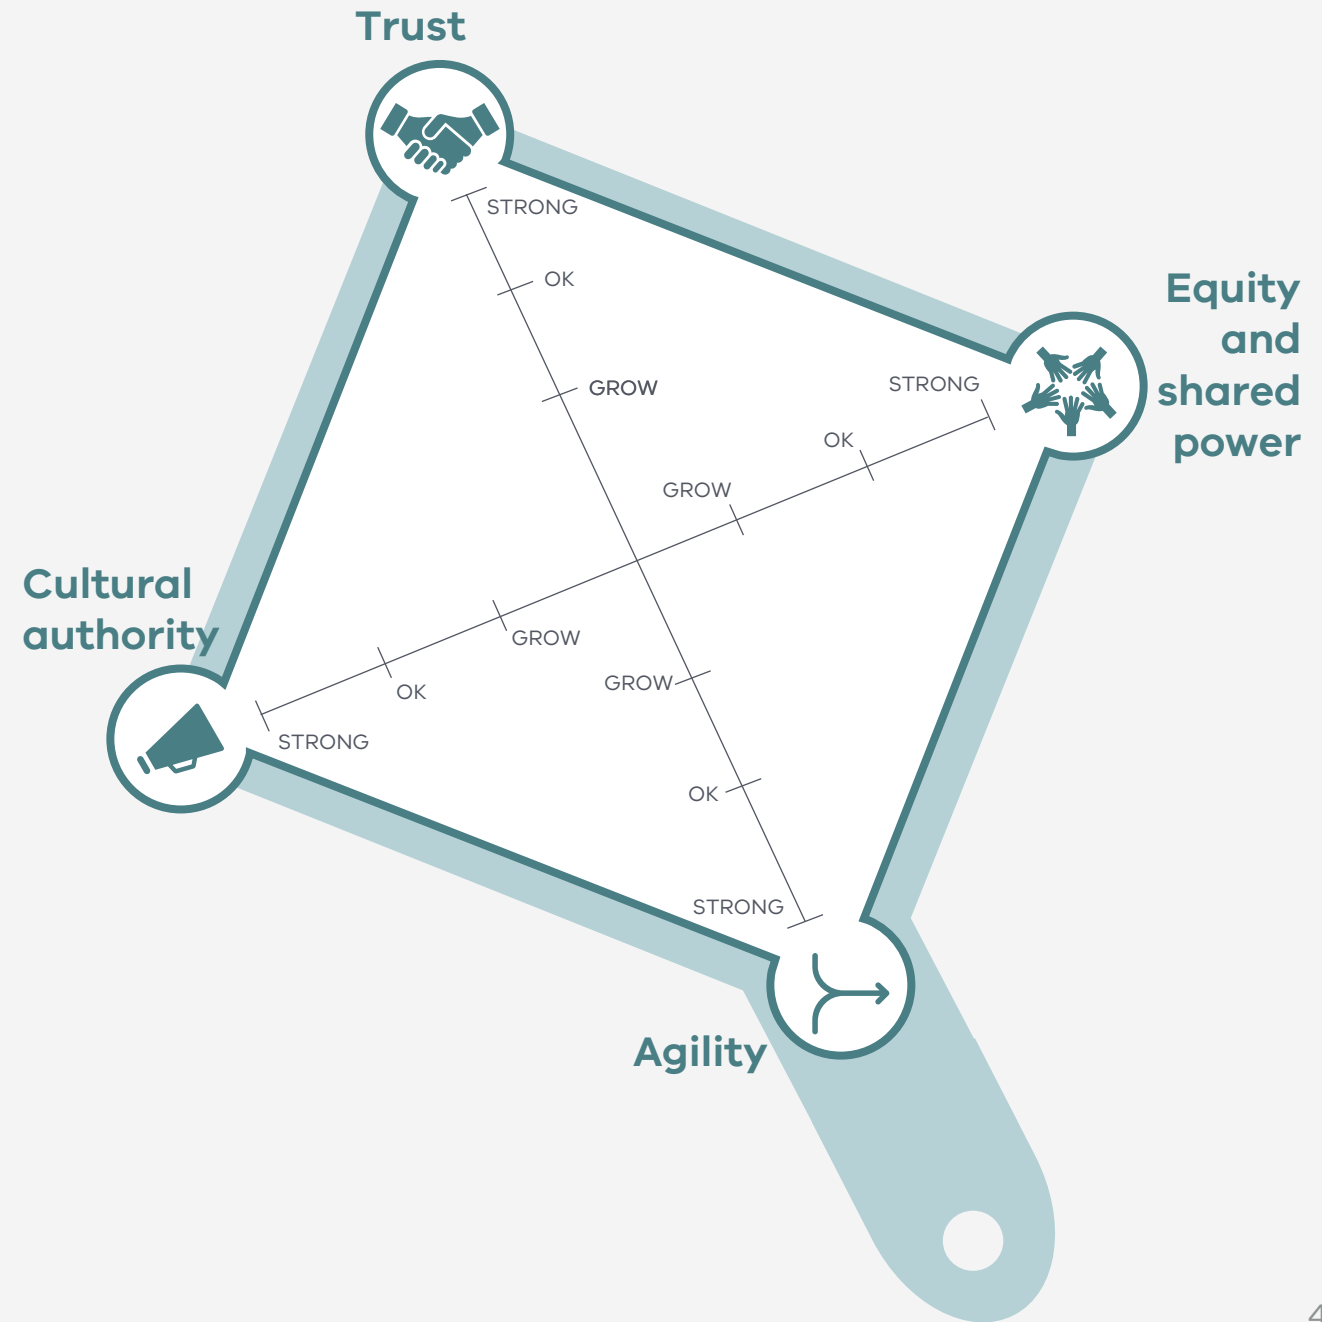 Trust
STRONG
OK
GROW
Equity
and
shared
power
STRONG
OK
GROW
Cultural
authority
GROW
OK
STRONG
GROW
OK
STRONG
Agility